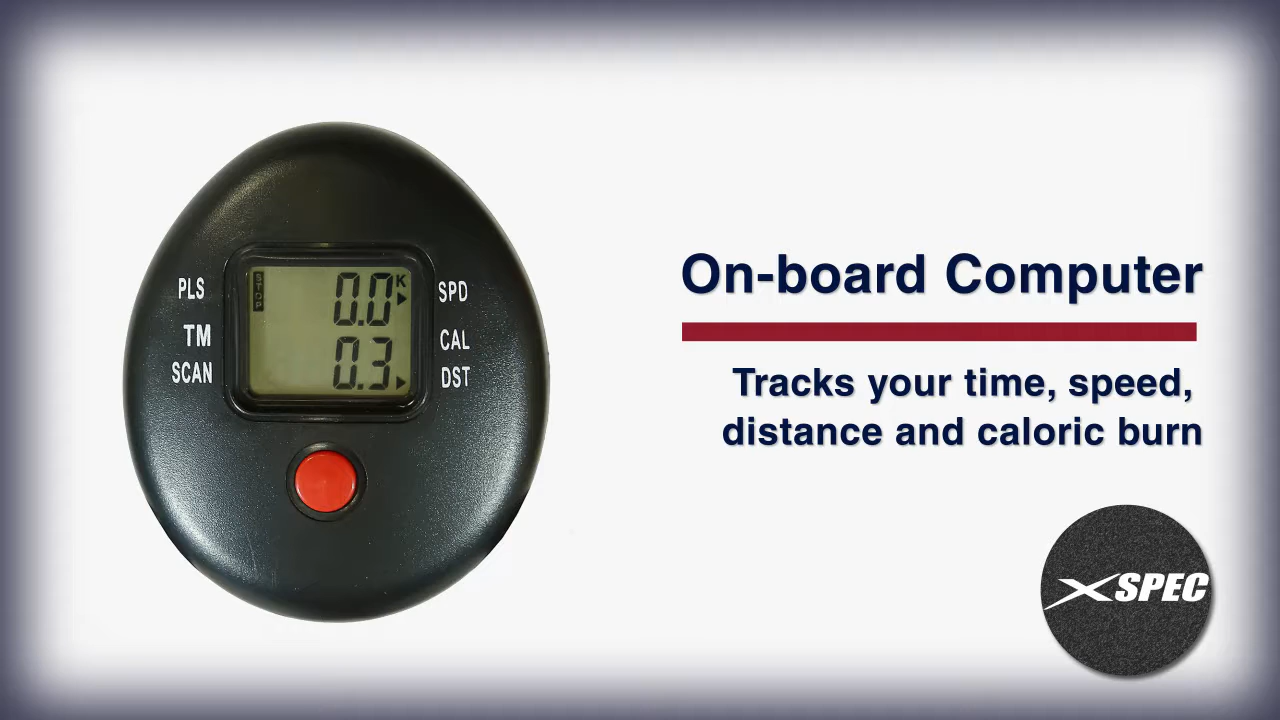 PLS
TM
SCAN
STOP
0.0 K
0.3
SPD
CAL
DST
On-board Computer
Tracks your time, speed,
distance and caloric burn
XSPEC